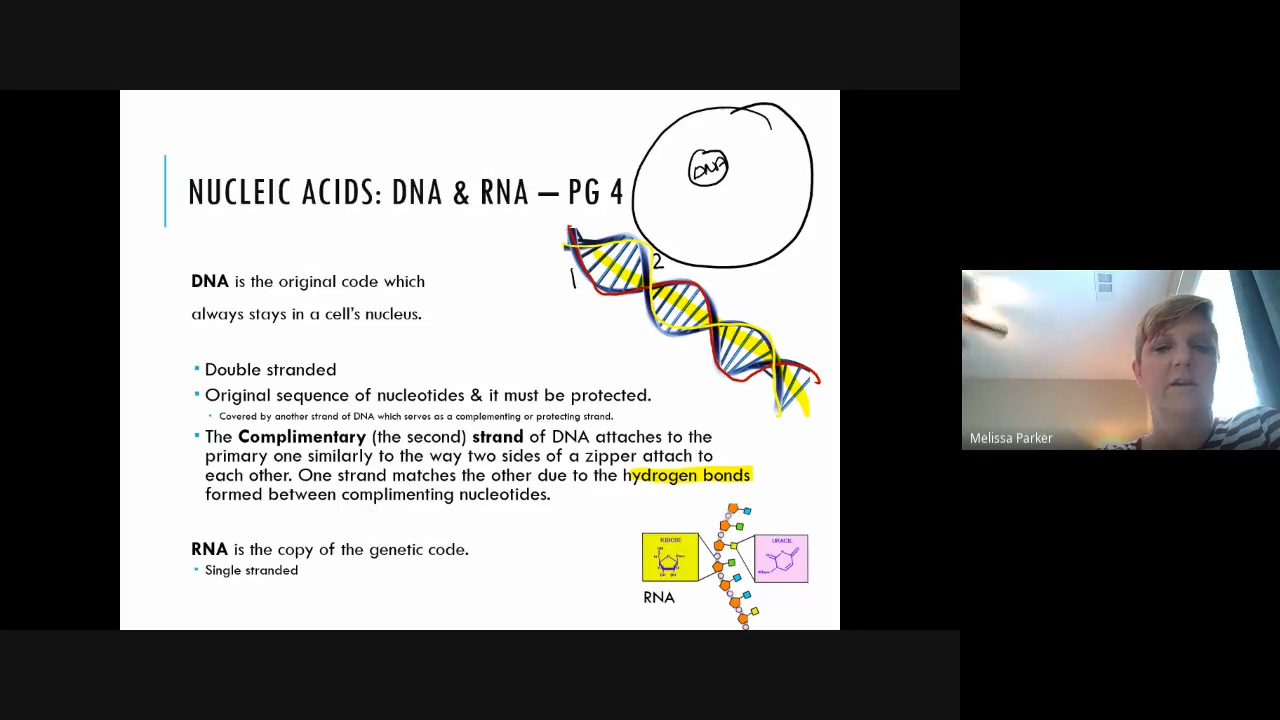 NUCLEIC ACIDS: DNA & RNA – PG 4
DNA
1
2
DNA is the original code which
always stays in a cell's nucleus.
Double stranded
Original sequence of nucleotides & it must be protected.
Covered by another strand of DNA which serves as a complementing or protecting strand.
The Complimentary (the second) strand of DNA attaches to the
primary one similarly to the way two sides of a zipper attach to
each other. One strand matches the other due to the hydrogen bonds
formed between complimenting nucleotides.
RNA is the copy of the genetic code.
Single stranded
RIBOSE
URACIL
RNA
Melissa Parker